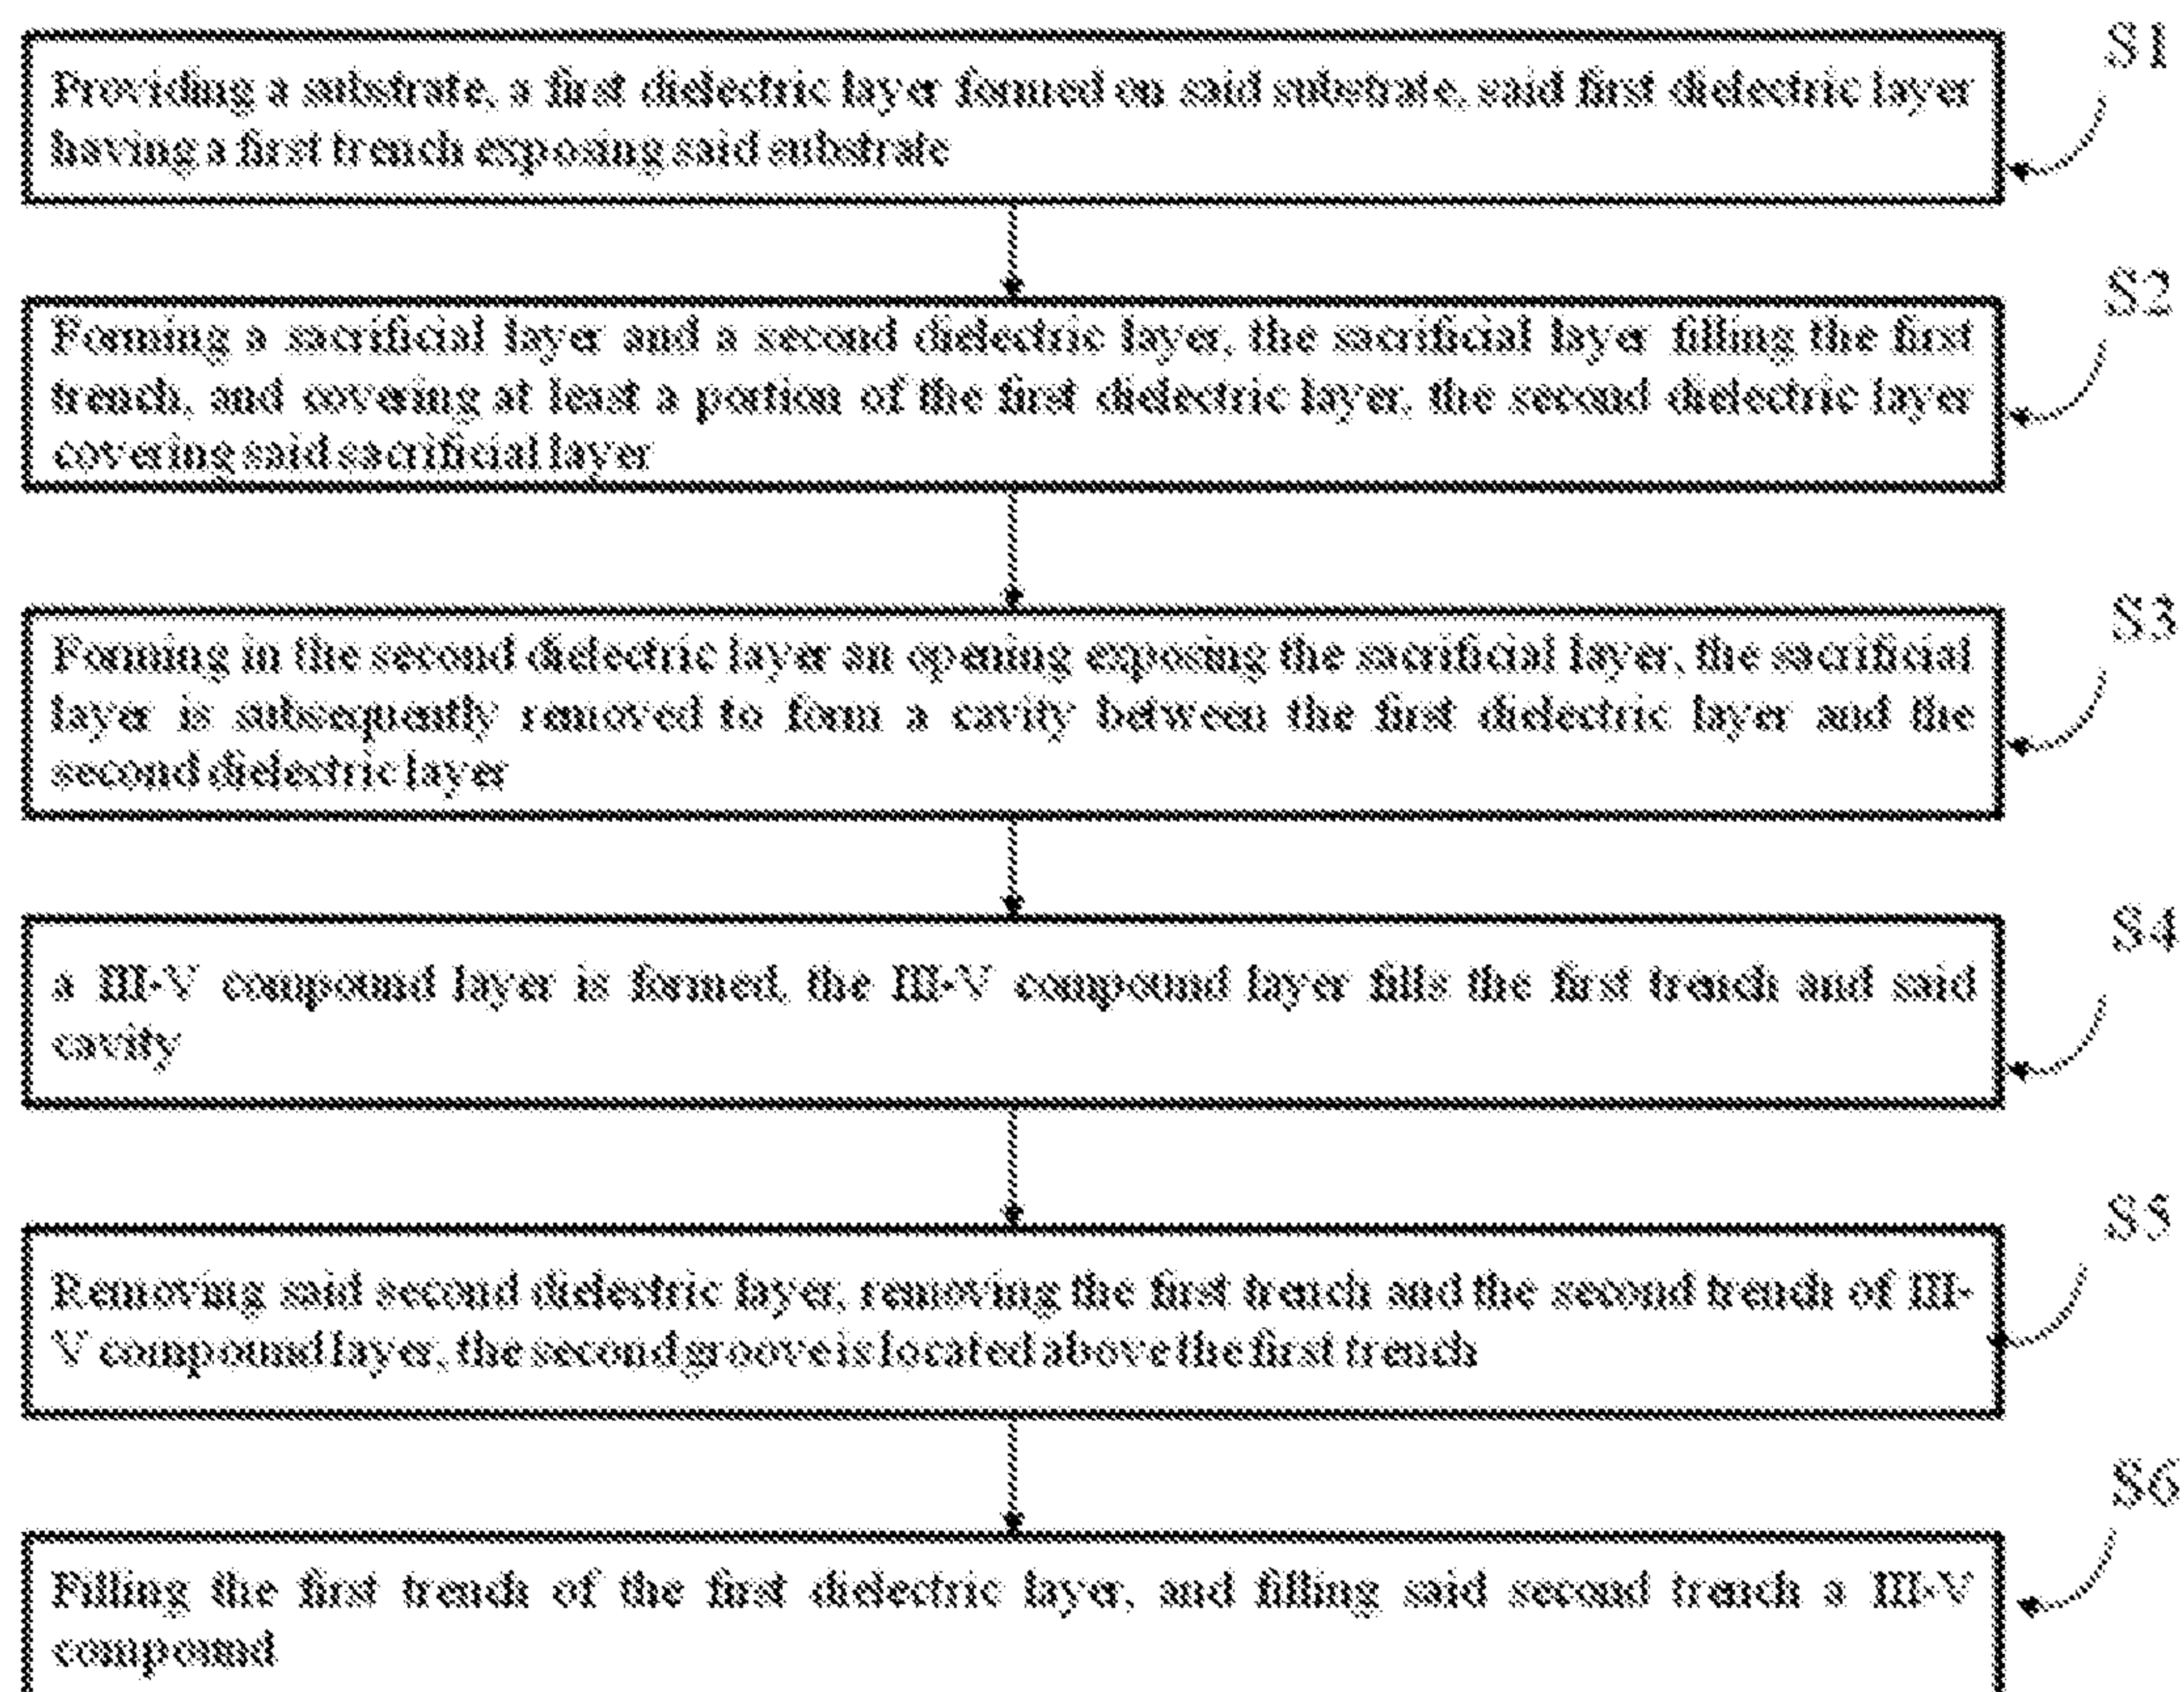 S1
Providing a substrate, a first dielectric layer formed on said substrate, said first dielectric layer
having a first trench exposing said substrate
S2
Forming a sacrificial layer and a second dielectric layer, the sacrificial layer filling the first
trench, and covering at least a portion of the first dielectric layer, the second dielectric layer
covering said sacrificial layer
S3
Forming in the second dielectric layer an opening exposing the sacrificial layer, the sacrificial
layer is subsequently removed to form a cavity between the first dielectric layer and the
second dielectric layer
S4
a III-V compound layer is formed, the III-V compound layer fills the first trench and said
cavity
S5
Removing said second dielectric layer, removing the first trench and the second trench of III-
V compound layer, the second groove is located above the first trench
S6
Filling the first trench of the first dielectric layer, and filling said second trench a III-V
compound